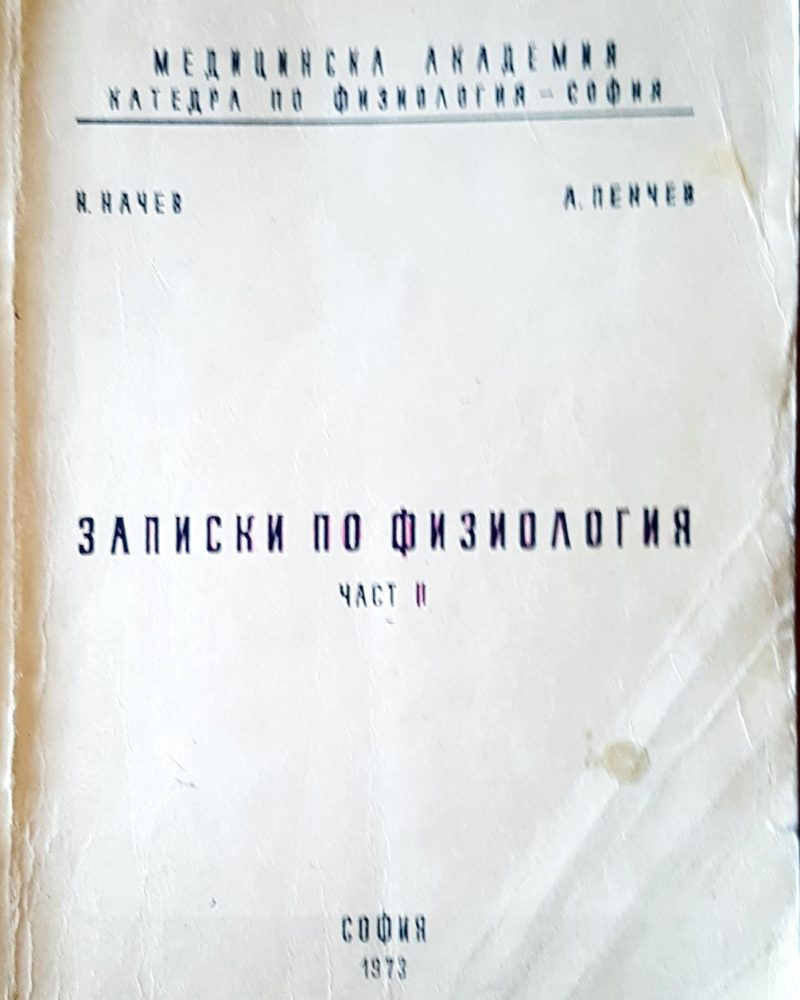 МЕДИЦИНСКА АКАДЕМИЯ
КАТЕДРА ПО ФИЗИОЛОГИЯ – СОФИЯ
Н. НАЧЕВ А. ПЕНЧЕВ
ЗАПИСКИ ПО ФИЗИОЛОГИЯ
ЧАСТ II
СОФИЯ
1973